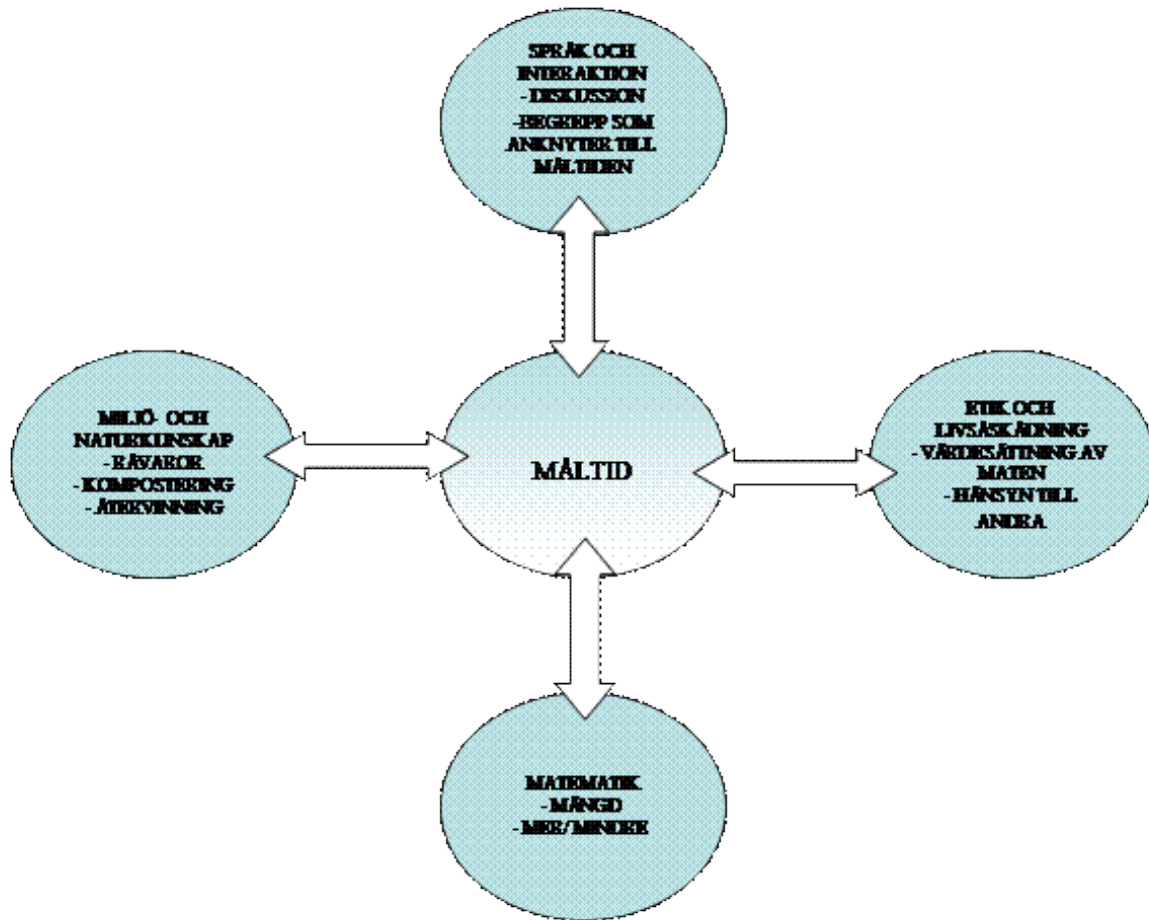 SPRÅK OCH
INTERAKTION
- DISKUSSION
-BEGREPP SOM
ANKNYTER TILL
MÅLTIDEN
MILJÖ- OCH
NATURKUNSKAP
- RÅVAROR
- KOMPOSTERING
- ÅTERVINNING
MÅLTID
ETIK OCH
LIVSÅSKÅDNING
- VÄRDESÄTTNING AV
MATEN
- HÄNSYN TILL
ANDRA
MATEMATIK
- MÄNGD
- MER/ MINDRE